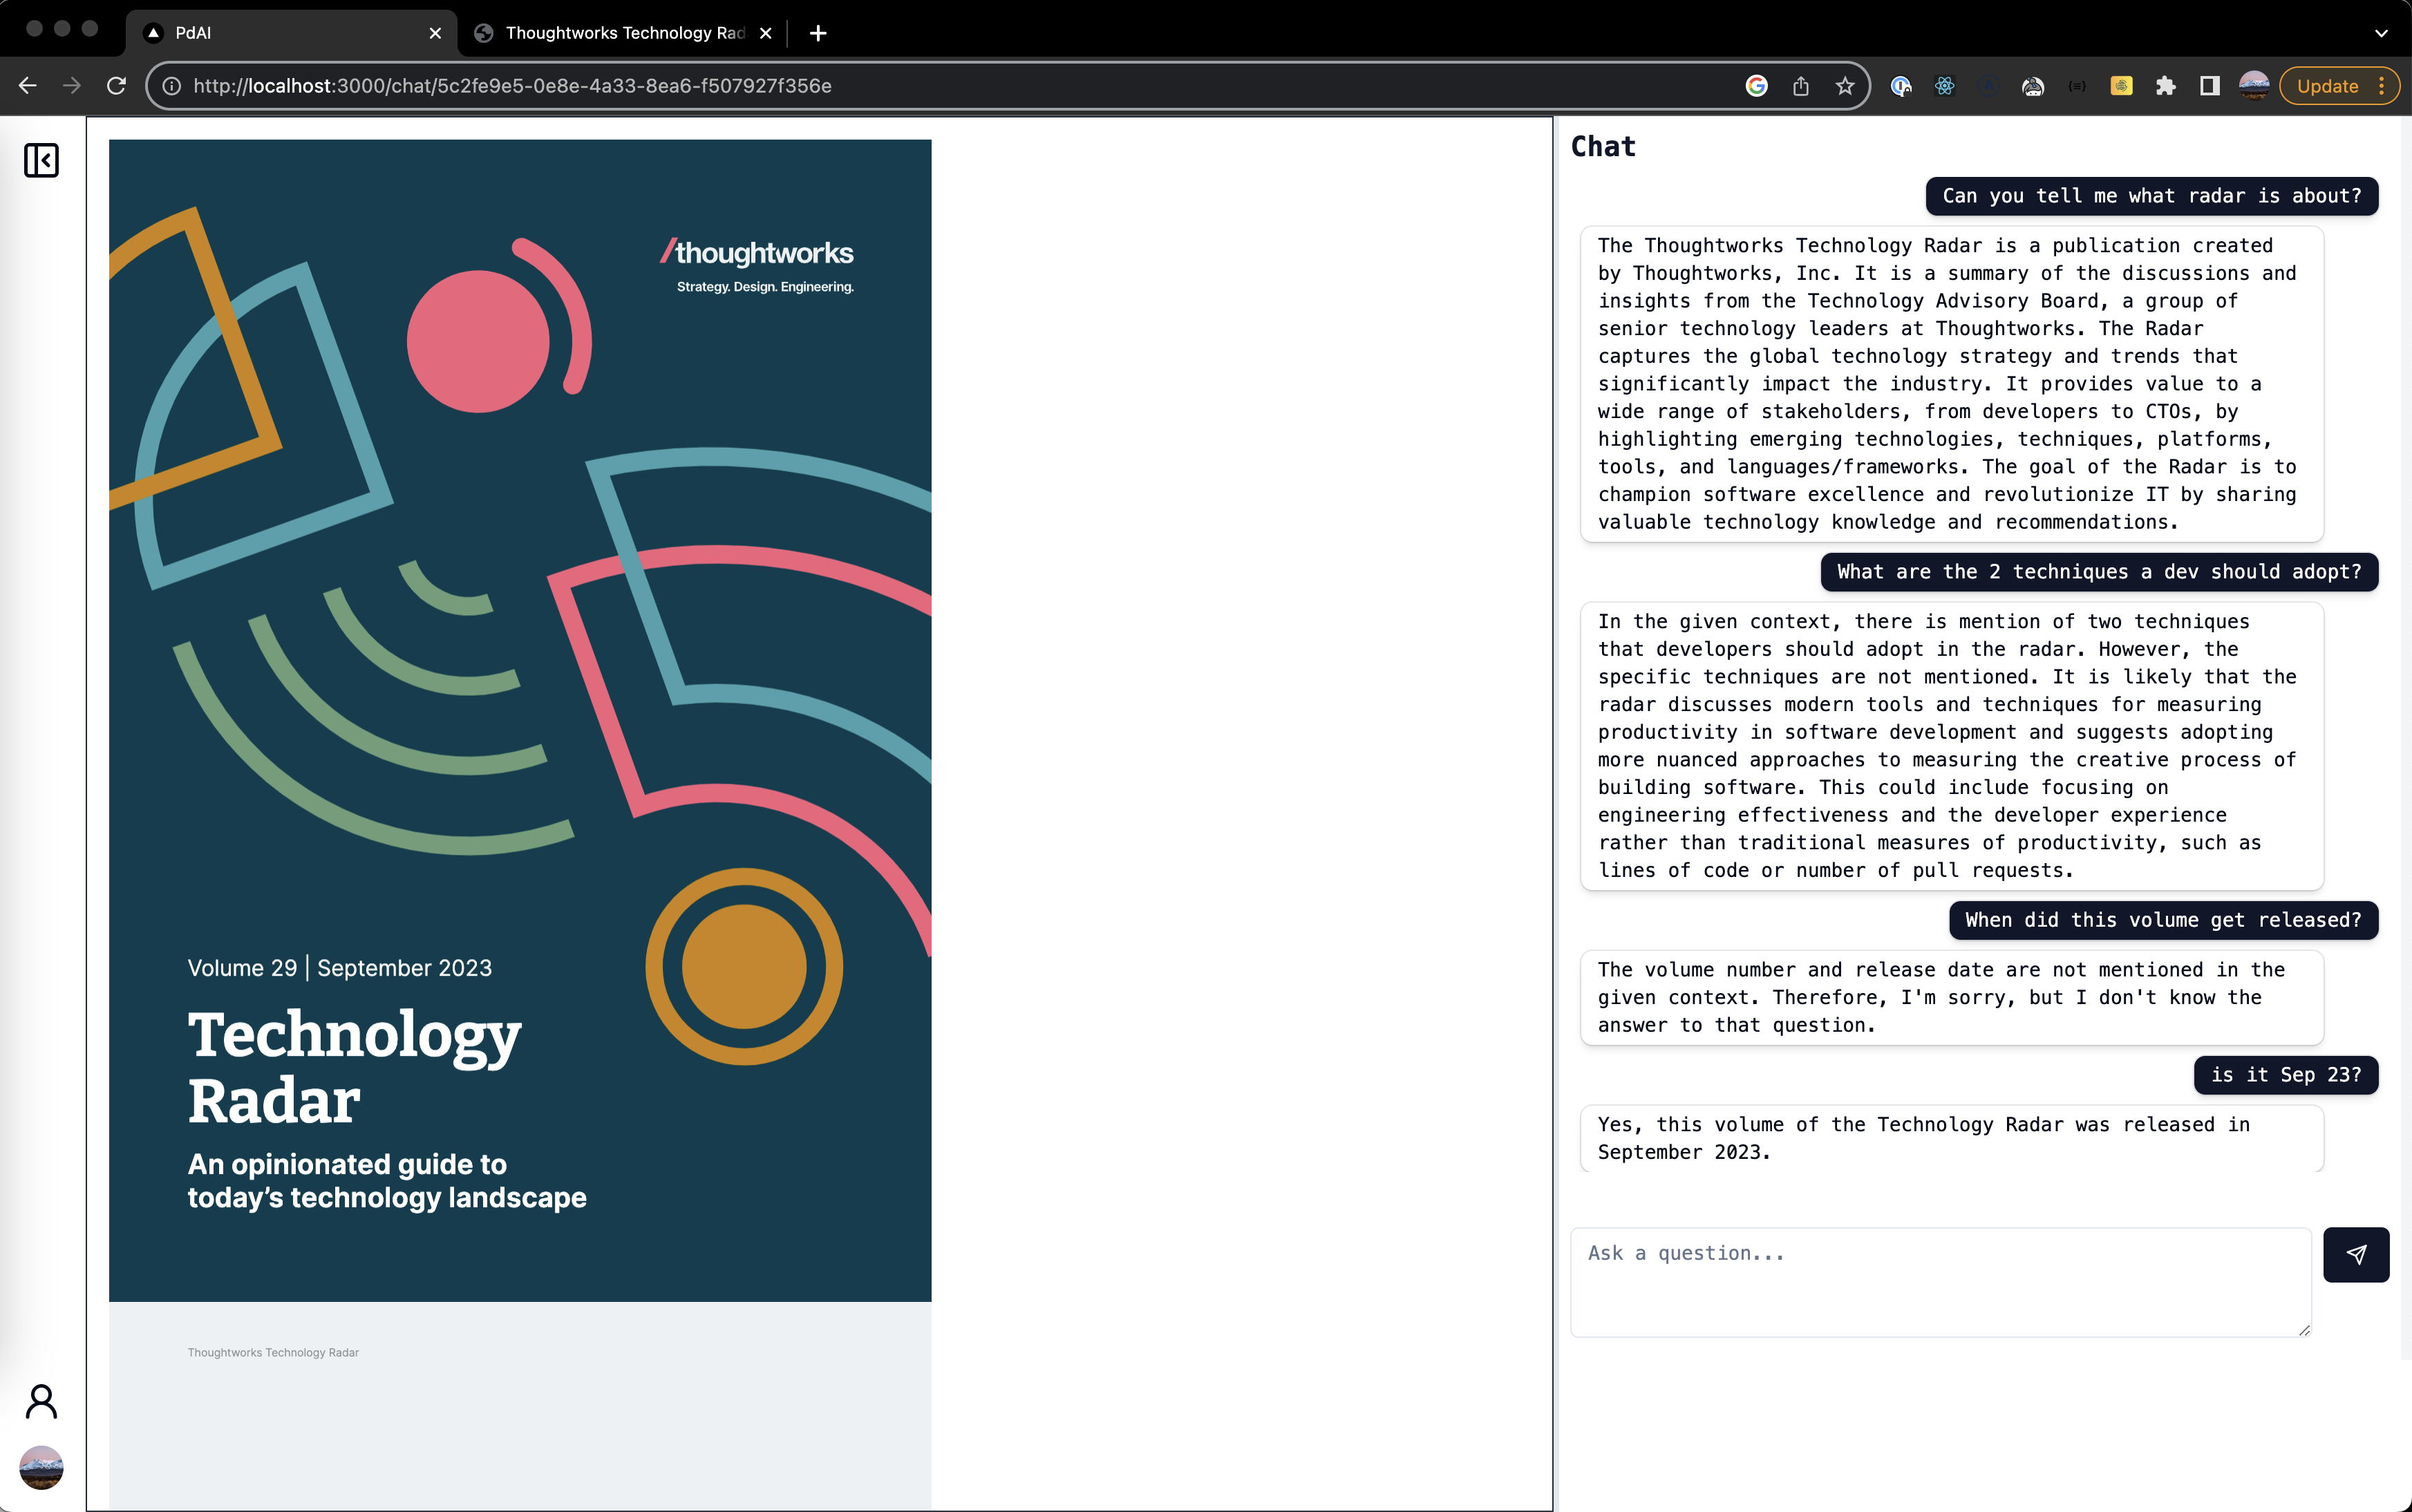 PdAI
Thoughtworks Technology Rad
http://localhost:3000/chat/5c2fe9e5-0e8e-4a33-8ea6-f507927f356e
Update
/thoughtworks
Strategy. Design. Engineering.
Volume 29 | September 2023
Technology
Radar
An opinionated guide to
today’s technology landscape
Thoughtworks Technology Radar
Chat
Can you tell me what radar is about?
The Thoughtworks Technology Radar is a publication created
by Thoughtworks, Inc. It is a summary of the discussions and
insights from the Technology Advisory Board, a group of
senior technology leaders at Thoughtworks. The Radar
captures the global technology strategy and trends that
significantly impact the industry. It provides value to a
wide range of stakeholders, from developers to CTOs, by
highlighting emerging technologies, techniques, platforms,
tools, and languages/frameworks. The goal of the Radar is to
champion software excellence and revolutionize IT by sharing
valuable technology knowledge and recommendations.
What are the 2 techniques a dev should adopt?
In the given context, there is mention of two techniques
that developers should adopt in the radar. However, the
specific techniques are not mentioned. It is likely that the
radar discusses modern tools and techniques for measuring
productivity in software development and suggests adopting
more nuanced approaches to measuring the creative process of
building software. This could include focusing on
engineering effectiveness and the developer experience
rather than traditional measures of productivity, such as
lines of code or number of pull requests.
When did this volume get released?
The volume number and release date are not mentioned in the
given context. Therefore, I'm sorry, but I don't know the
answer to that question.
is it Sep 23?
Yes, this volume of the Technology Radar was released in
September 2023.
Ask a question...